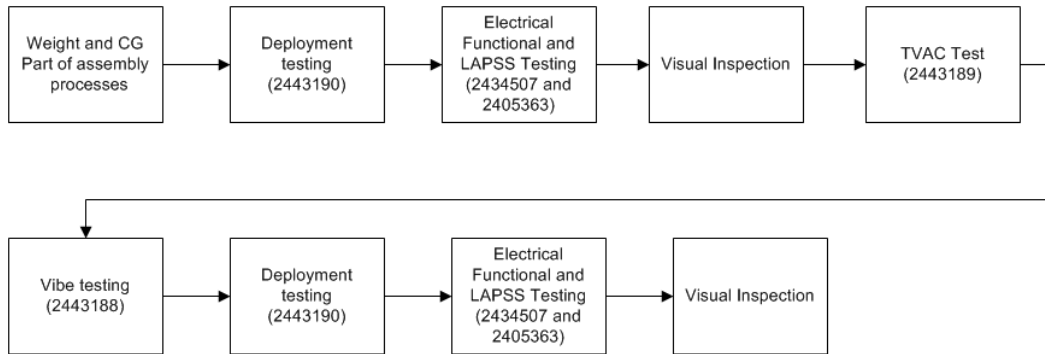 Weight and CG
Part of assembly
processes
Deployment
testing
(2443190)
Electrical
Functional and
LAPSS Testing
(2434507 and
2405363)
Visual Inspection
TVAC Test
(2443189)
Vibe testing
(2443188)
Deployment
testing
(2443190)
Electrical
Functional and
LAPSS Testing
(2434507 and
2405363)
Visual Inspection